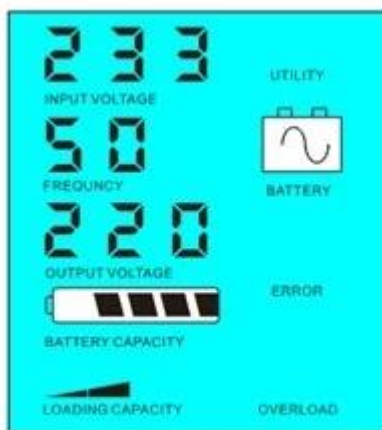 233
INPUT VOLTAGE
UTILITY
50
FREQUNCY
BATTERY
220
OUTPUT VOLTAGE
ERROR
BATTERY CAPACITY
LOADING CAPACITY
OVERLOAD